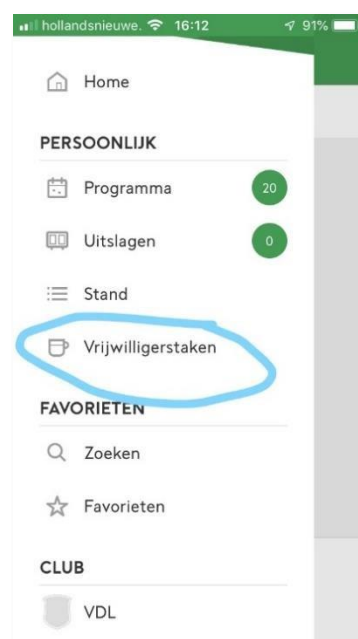 hollandsnieuwe. 16:12 91%
Home
PERSOONLIJK
Programma 20
Uitslagen 0
Stand
Vrijwilligerstaken
FAVORIETEN
Zoeken
Favorieten
CLUB
VDL